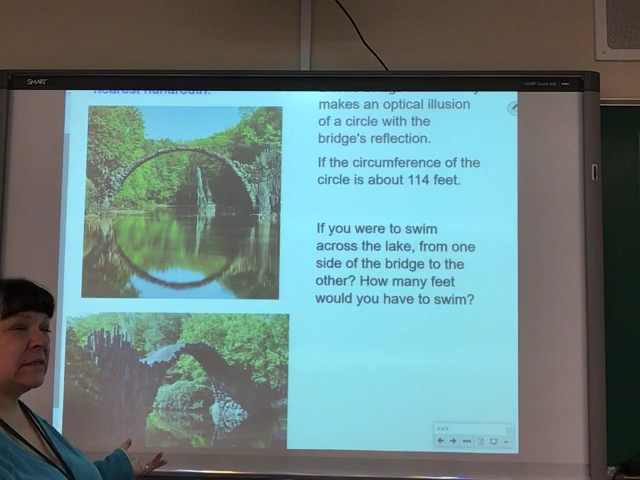 SMART
nearest hundredth.
makes an optical illusion
of a circle with the
bridge's reflection.
If the circumference of the
circle is about 114 feet.
If you were to swim
across the lake, from one
side of the bridge to the
other? How many feet
would you have to swim?